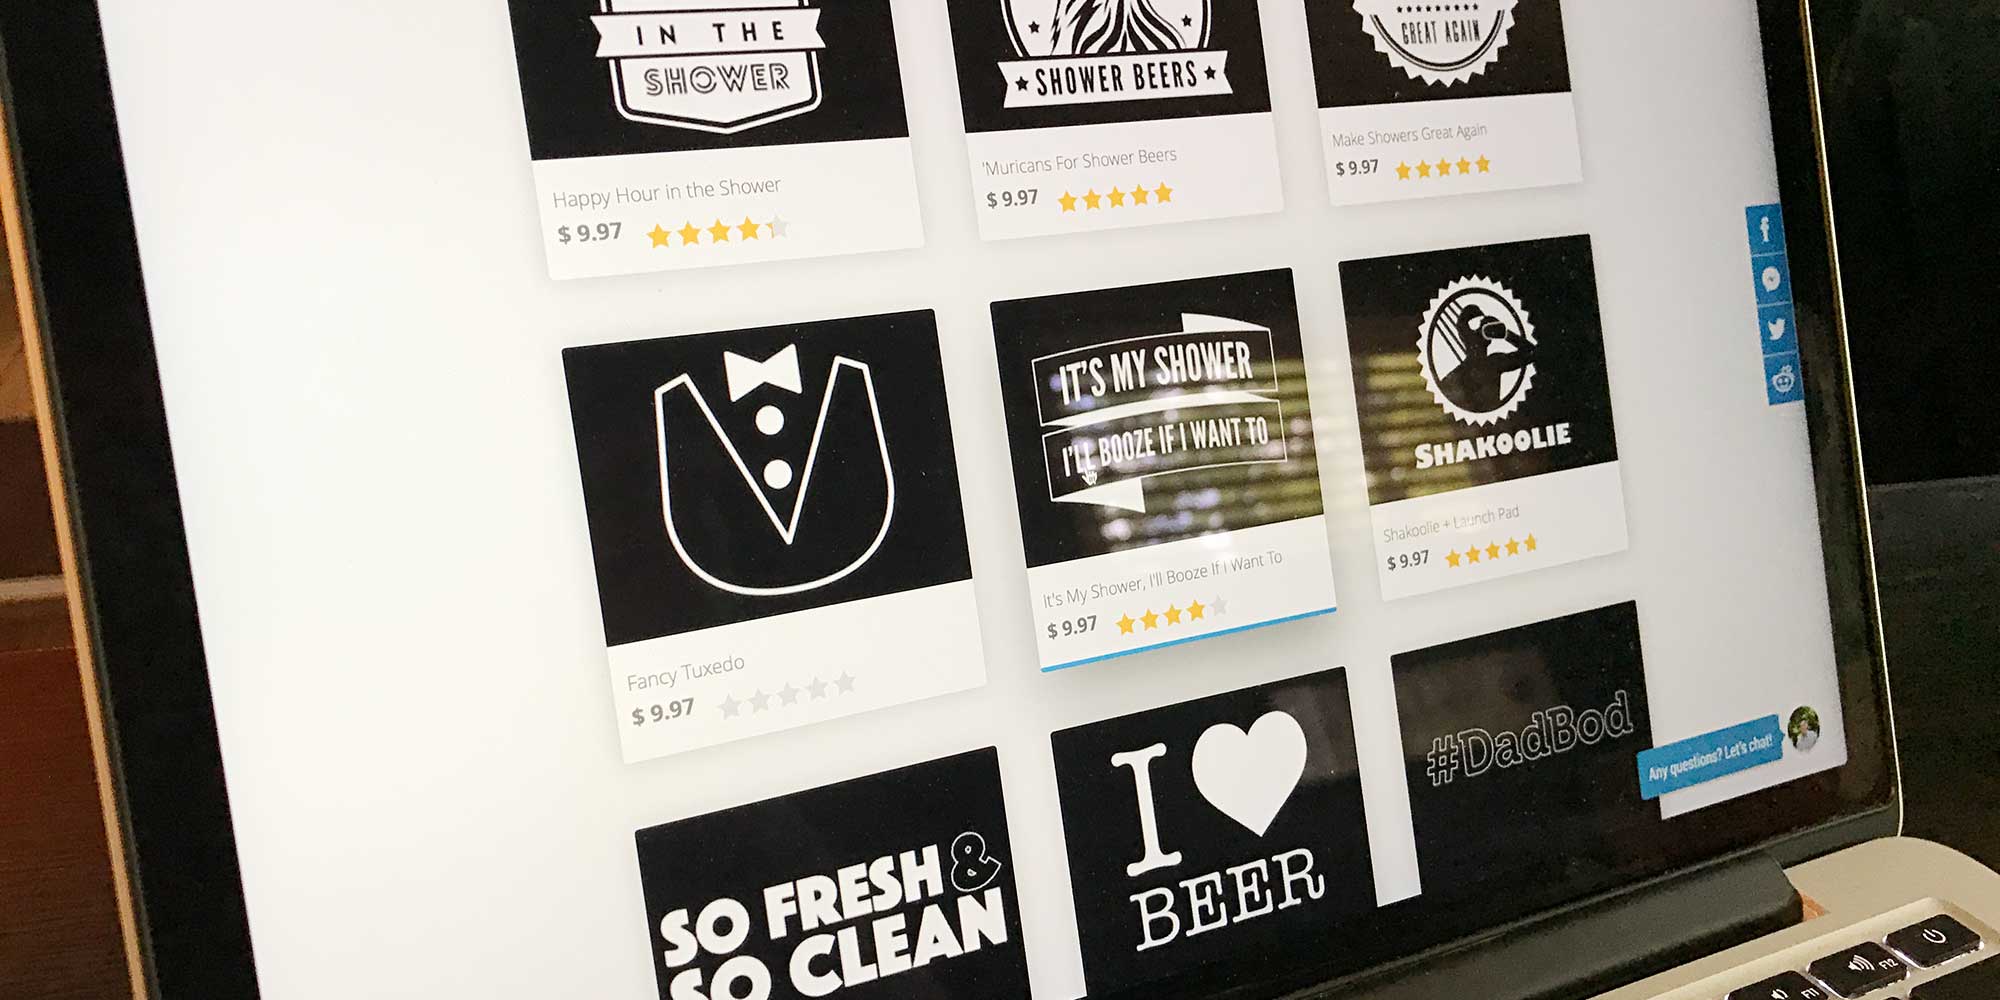 IN THE
SHOWER
Happy Hour in the Shower
$ 9.97
SHOWER BEERS
'Muricans For Shower Beers
$ 9.97
GREAT AGAIN
Make Showers Great Again
$ 9.97
Fancy Tuxedo
$ 9.97
IT'S MY SHOWER
I'LL BOOZE IF I WANT TO
It's My Shower, I'll Booze If I Want To
$ 9.97
SHAKOOLIE
Shakoolie + Launch Pad
$ 9.97
SO FRESH &
SO CLEAN
I
BEER
#DadBod
Any questions? Let's chat!
F11
F12